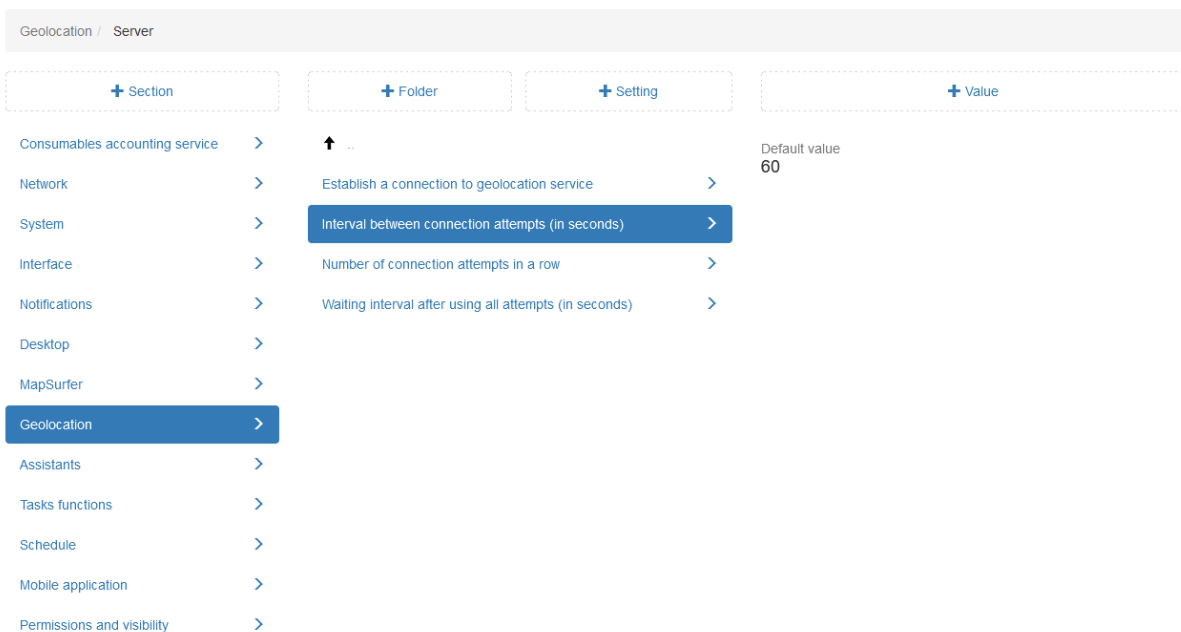 Geolocation / Server
+ Section
+ Folder
+ Setting
+ Value
Consumables accounting service
Network
System
Interface
Notifications
Desktop
MapSurfer
Geolocation
Assistants
Tasks functions
Schedule
Mobile application
Permissions and visibility
..
Establish a connection to geolocation service
Interval between connection attempts (in seconds)
Number of connection attempts in a row
Waiting interval after using all attempts (in seconds)
Default value
60